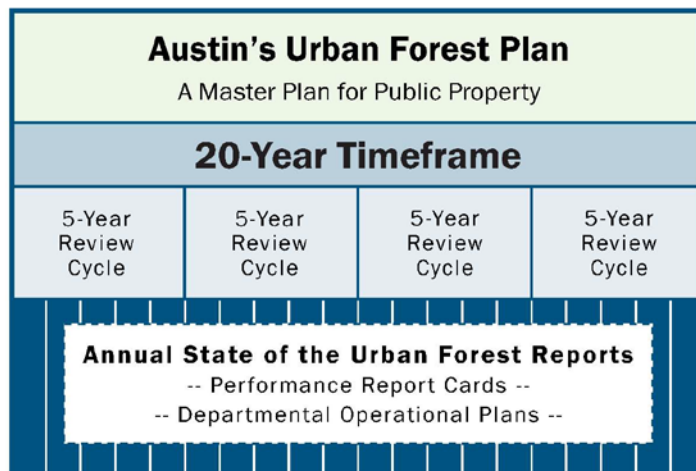 Austin's Urban Forest Plan
A Master Plan for Public Property
20-Year Timeframe
5-Year
Review
Cycle
5-Year
Review
Cycle
5-Year
Review
Cycle
5-Year
Review
Cycle
Annual State of the Urban Forest Reports
-- Performance Report Cards --
-- Departmental Operational Plans --